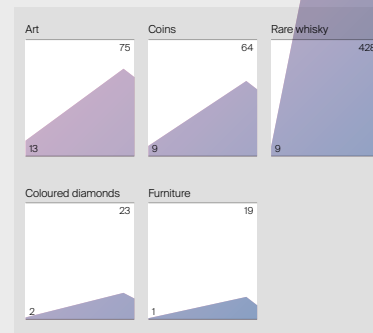 Art
75
13
Coins
64
9
Rare whisky
428
9
Coloured diamonds
23
2
Furniture
19
1